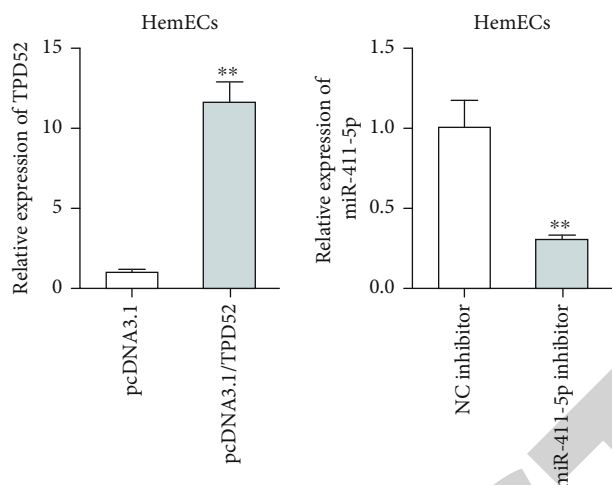 HemECs
Relative expression of TPD52
15
10
5
0
**
pcDNA3.1
pcDNA3.1/TPD52
HemECs
Relative expression of
miR-411-5p
1.5
1.0
0.5
0.0
**
NC inhibitor
miR-411-5p inhibitor